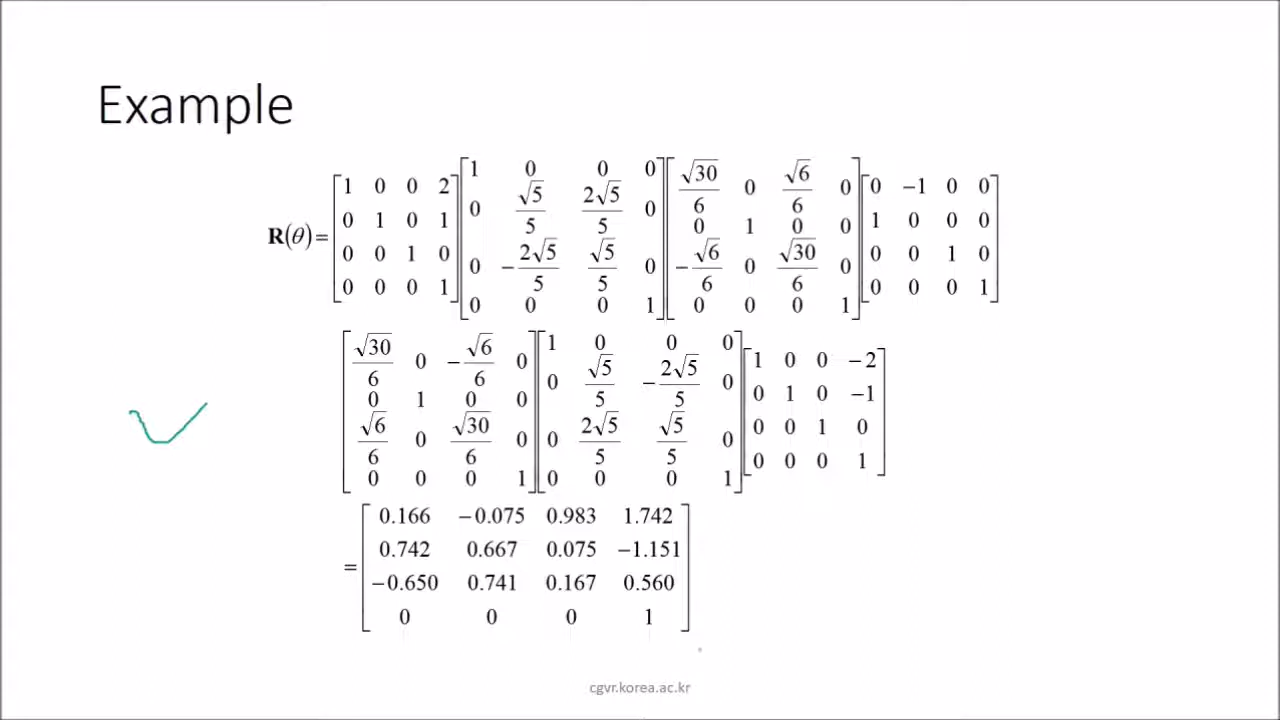 Example
R(θ) = [1 0 0 2; 0 1 0 1; 0 0 1 0; 0 0 0 1] [1 0 0 0; 0 √5/5 2√5/5 0; 0 −2√5/5 √5/5 0; 0 0 0 1] [√30/6 0 √6/6 0; 0 1 0 0; −√6/6 0 √30/6 0; 0 0 0 1] [0 −1 0 0; 1 0 0 0; 0 0 1 0; 0 0 0 1]
[√30/6 0 −√6/6 0; 0 1 0 0; √6/6 0 √30/6 0; 0 0 0 1] [1 0 0 0; 0 √5/5 −2√5/5 0; 0 2√5/5 √5/5 0; 0 0 0 1] [1 0 0 −2; 0 1 0 −1; 0 0 1 0; 0 0 0 1]
= [0.166 −0.075 0.983 1.742; 0.742 0.667 0.075 −1.151; −0.650 0.741 0.167 0.560; 0 0 0 1]
cgvr.korea.ac.kr